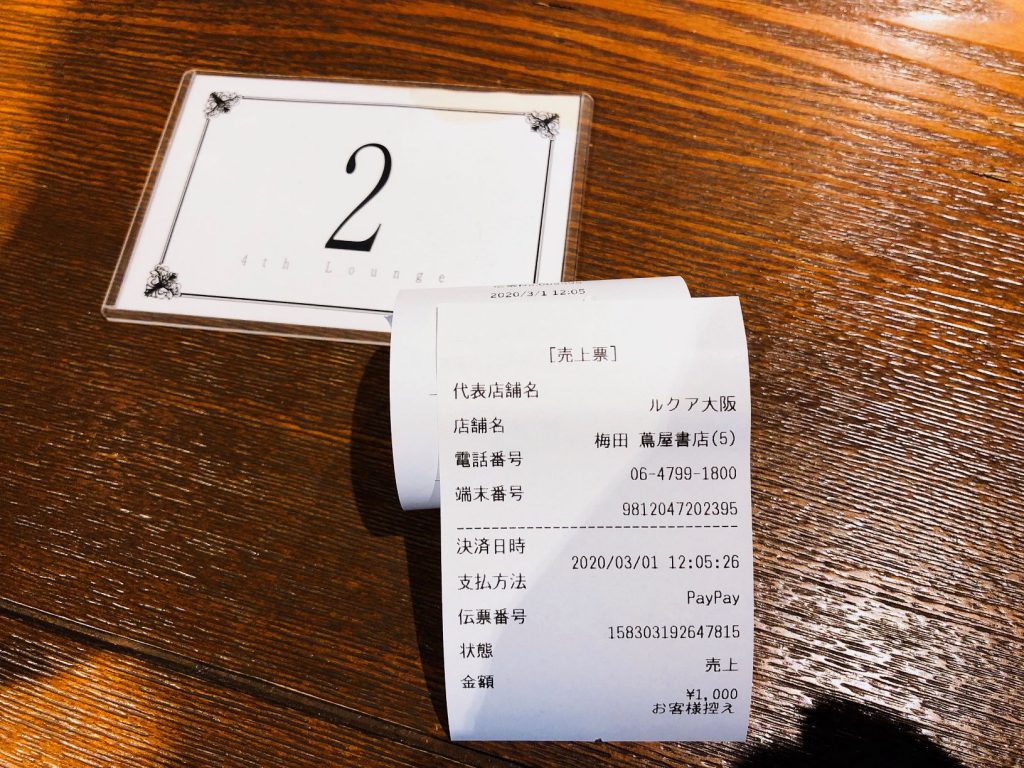 2
4th Lounge
2020/3/1 12:05
[売上票]
代表店舗名
ルクア大阪
店舗名
梅田 蔦屋書店(5)
電話番号
06-4799-1800
端末番号
9812047202395
決済日時
2020/03/01 12:05:26
支払方法
PayPay
伝票番号
158303192647815
状態
売上
金額
¥1,000
お客様控え